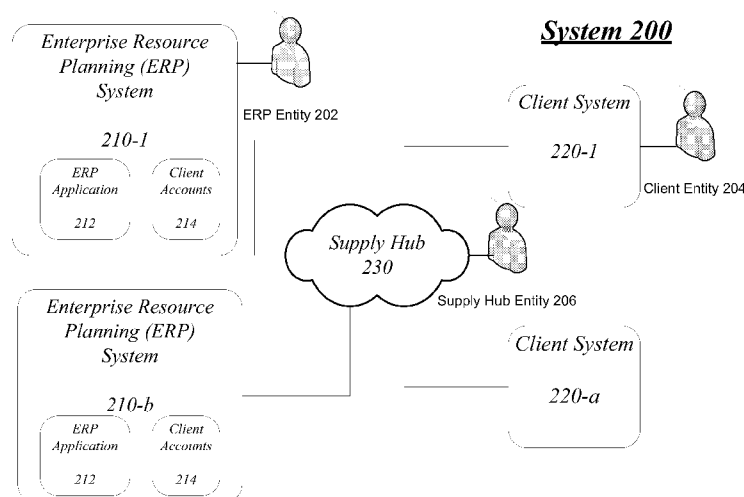 System 200
Enterprise Resource
Planning (ERP)
System
210-1
ERP
Application
212
Client
Accounts
214
ERP Entity 202
Client System
220-1
Client Entity 204
Supply Hub
230
Supply Hub Entity 206
Enterprise Resource
Planning (ERP)
System
210-b
ERP
Application
212
Client
Accounts
214
Client System
220-a